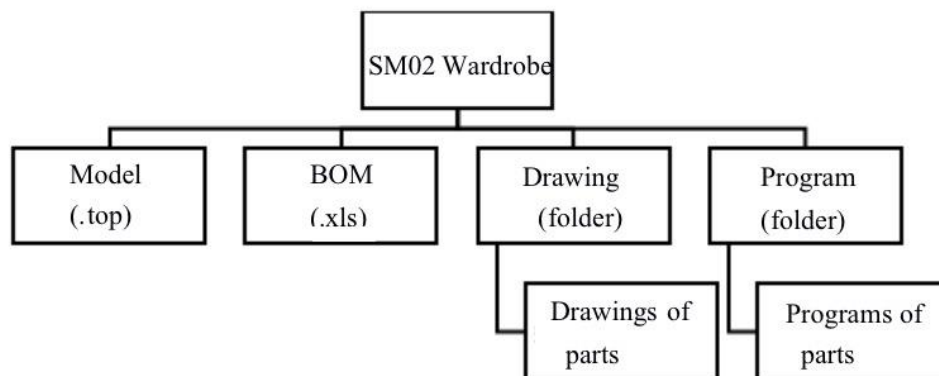 SM02 Wardrobe
Model
(.top)
BOM
(.xls)
Drawing
(folder)
Program
(folder)
Drawings of
parts
Programs of
parts